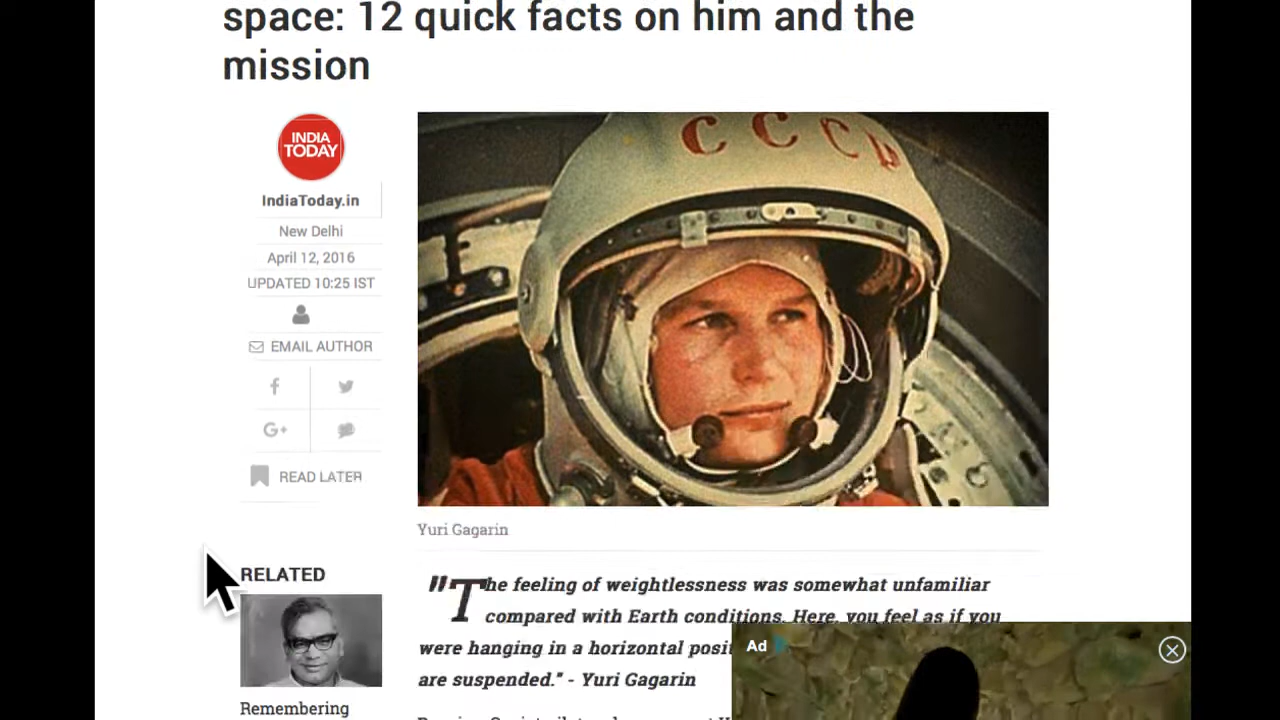 space: 12 quick facts on him and the
mission
INDIA
TODAY
IndiaToday.in
New Delhi
April 12, 2016
UPDATED 10:25 IST
EMAIL AUTHOR
G+
READ LATER
CCCP
Yuri Gagarin
"The feeling of weightlessness was somewhat unfamiliar
compared with Earth conditions. Here, you feel as if you
were hanging in a horizontal
are suspended." - Yuri Gagarin
Ad
RELATED
Remembering